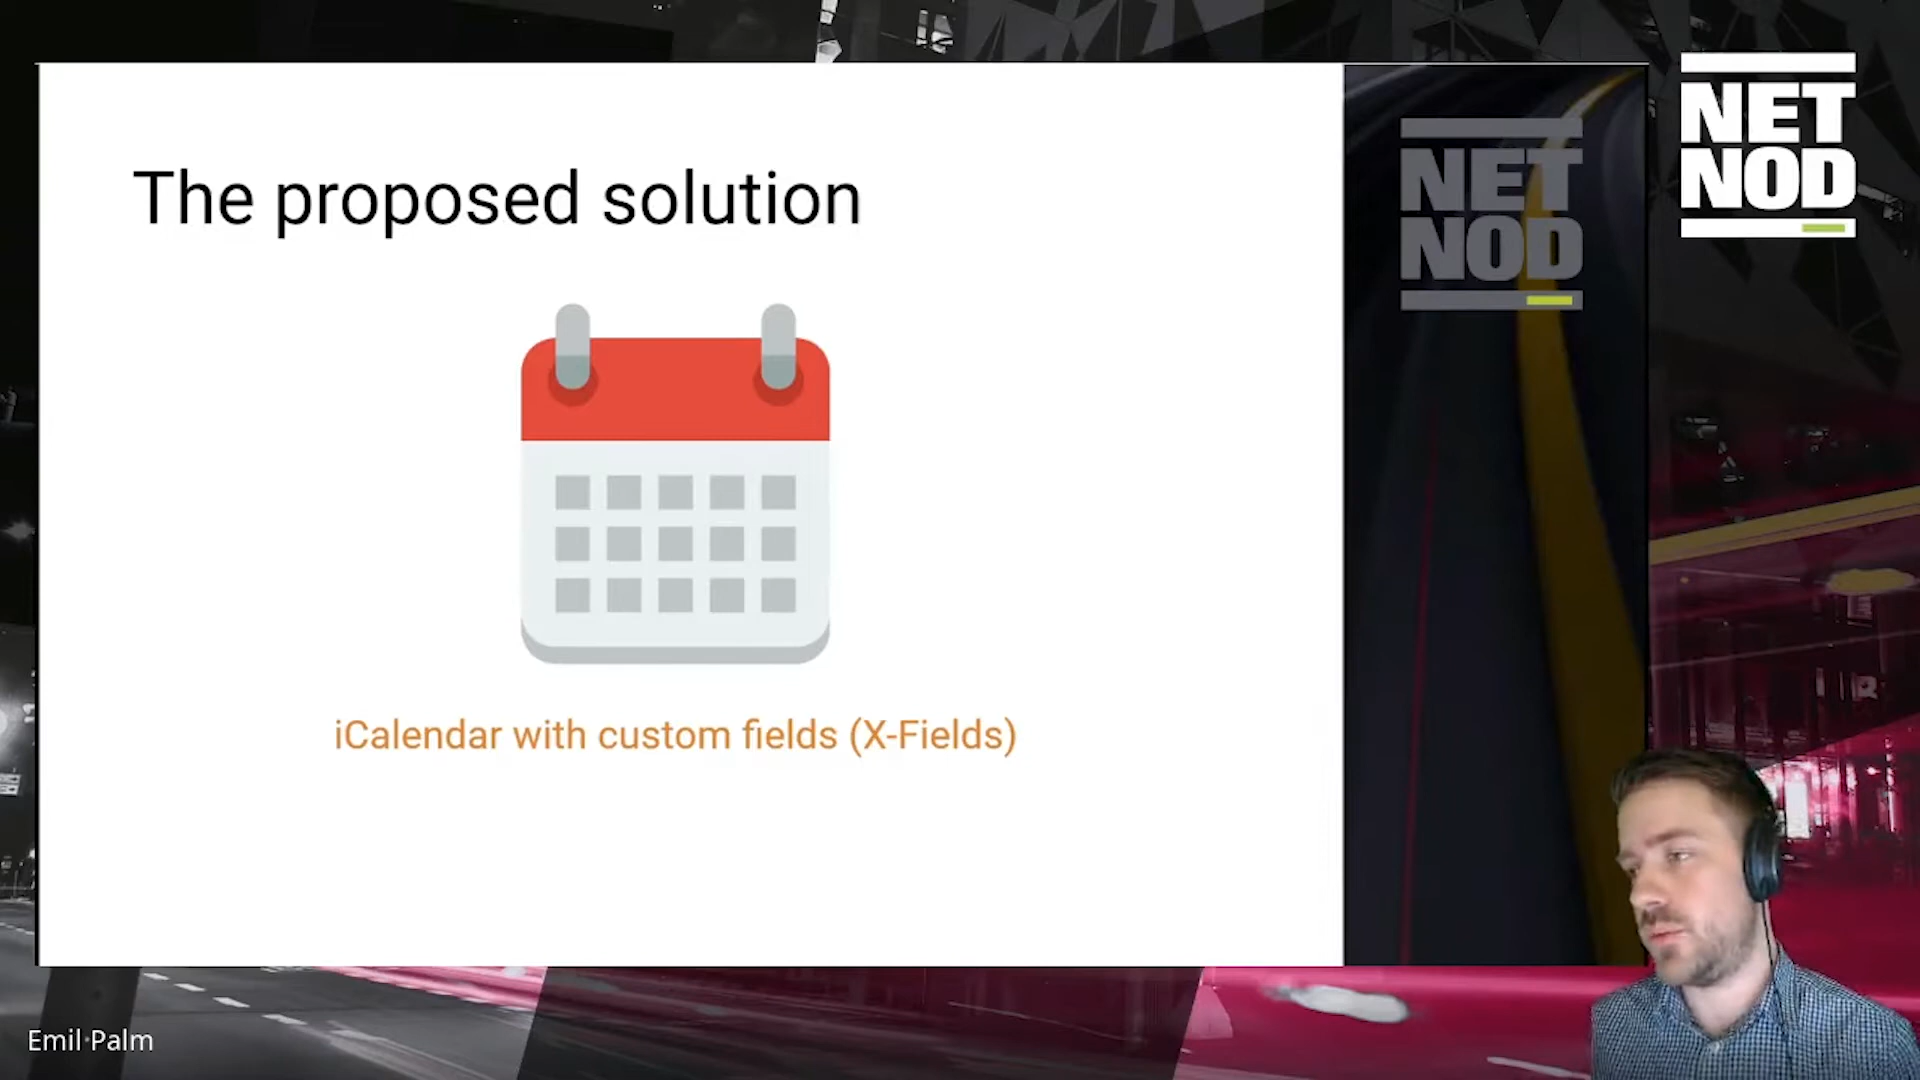 The proposed solution
iCalendar with custom fields (X-Fields)
NET
NOD
NET
NOD
Emil Palm